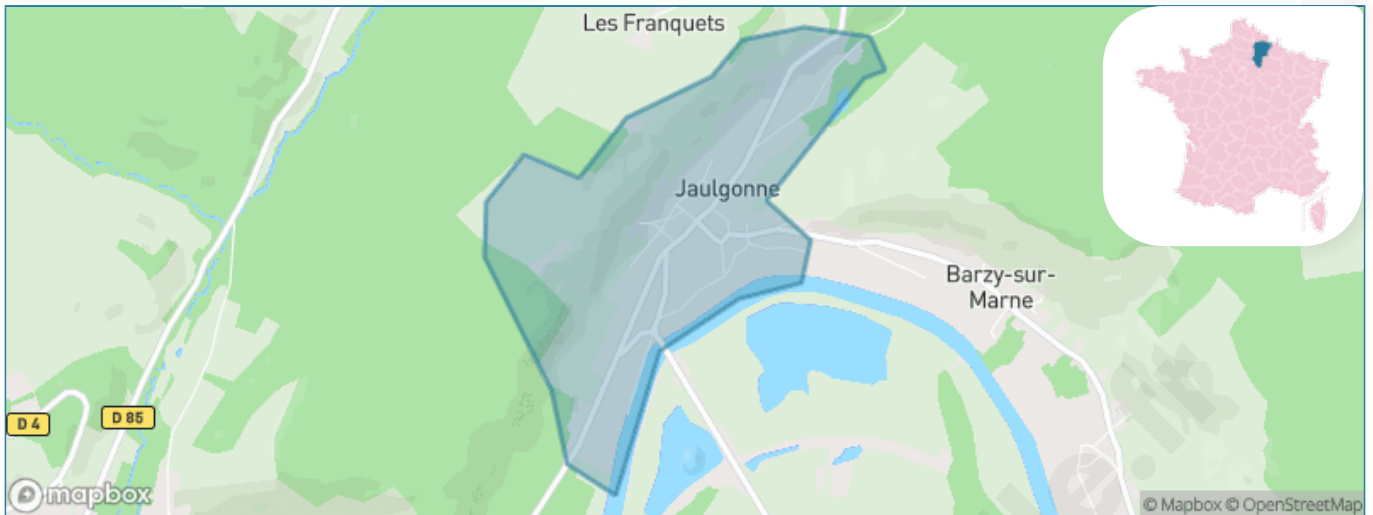 Les Franquets
Jaulgonne
Barzy-sur-
Marne
D 4
D 85
mapbox
© Mapbox © OpenStreetMap